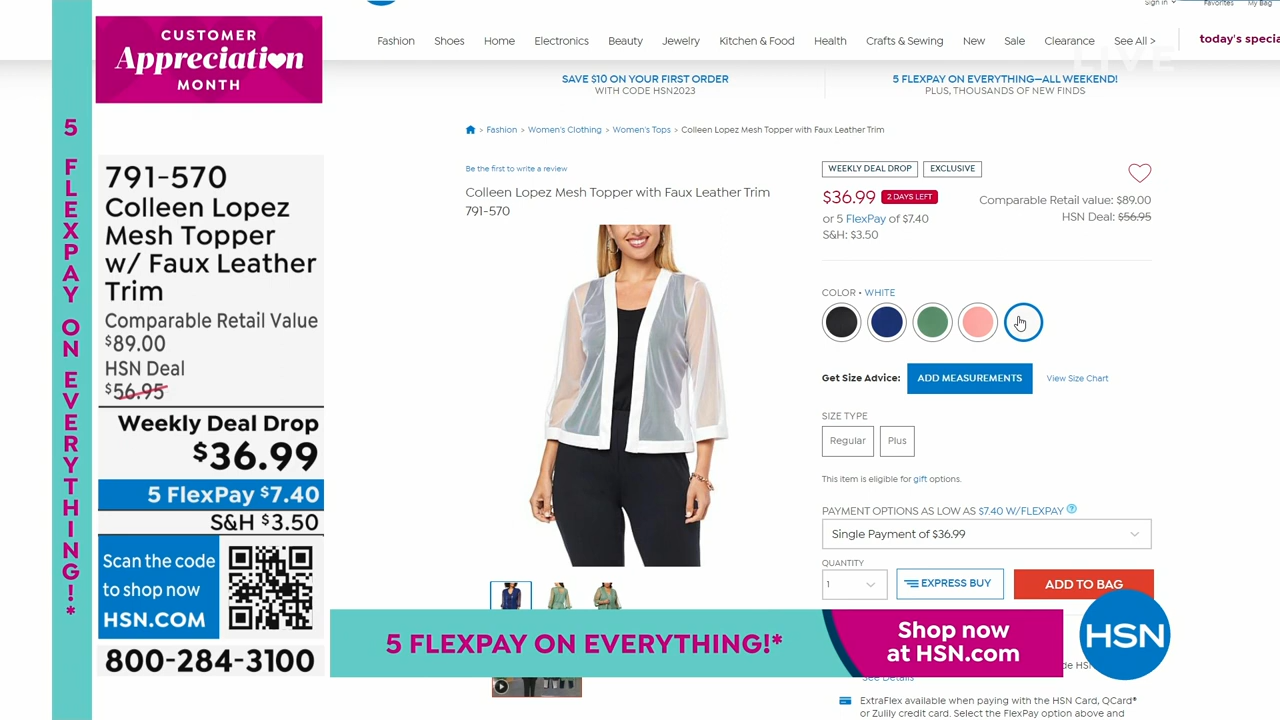 CUSTOMER
Appreciation
MONTH
5 FLEXPAY ON EVERYTHING!*
791-570
Colleen Lopez
Mesh Topper
w/ Faux Leather
Trim
Comparable Retail Value
$89.00
HSN Deal
$56.95
Weekly Deal Drop
$36.99
5 FlexPay $7.40
S&H $3.50
Scan the code
to shop now
HSN.COM
800-284-3100
Sign in
Favorites
My Bag
Fashion Shoes Home Electronics Beauty Jewelry Kitchen & Food Health Crafts & Sewing New Sale Clearance See All >
today's specia
LIVE
SAVE $10 ON YOUR FIRST ORDER
WITH CODE HSN2023
5 FLEXPAY ON EVERYTHING—ALL WEEKEND!
PLUS, THOUSANDS OF NEW FINDS
> Fashion > Women's Clothing > Women's Tops > Colleen Lopez Mesh Topper with Faux Leather Trim
Be the first to write a review
Colleen Lopez Mesh Topper with Faux Leather Trim
791-570
WEEKLY DEAL DROP
EXCLUSIVE
$36.99 2 DAYS LEFT
or 5 FlexPay of $7.40
S&H: $3.50
Comparable Retail value: $89.00
HSN Deal: $56.95
COLOR • WHITE
Get Size Advice: ADD MEASUREMENTS View Size Chart
SIZE TYPE
Regular
Plus
This item is eligible for gift options.
PAYMENT OPTIONS AS LOW AS $7.40 W/FLEXPAY ?
Single Payment of $36.99
QUANTITY
1
EXPRESS BUY
ADD TO BAG
5 FLEXPAY ON EVERYTHING!*
Shop now
at HSN.com
HSN
See Details
ExtraFlex available when paying with the HSN Card, QCard®
or Zulily credit card. Select the FlexPay option above and